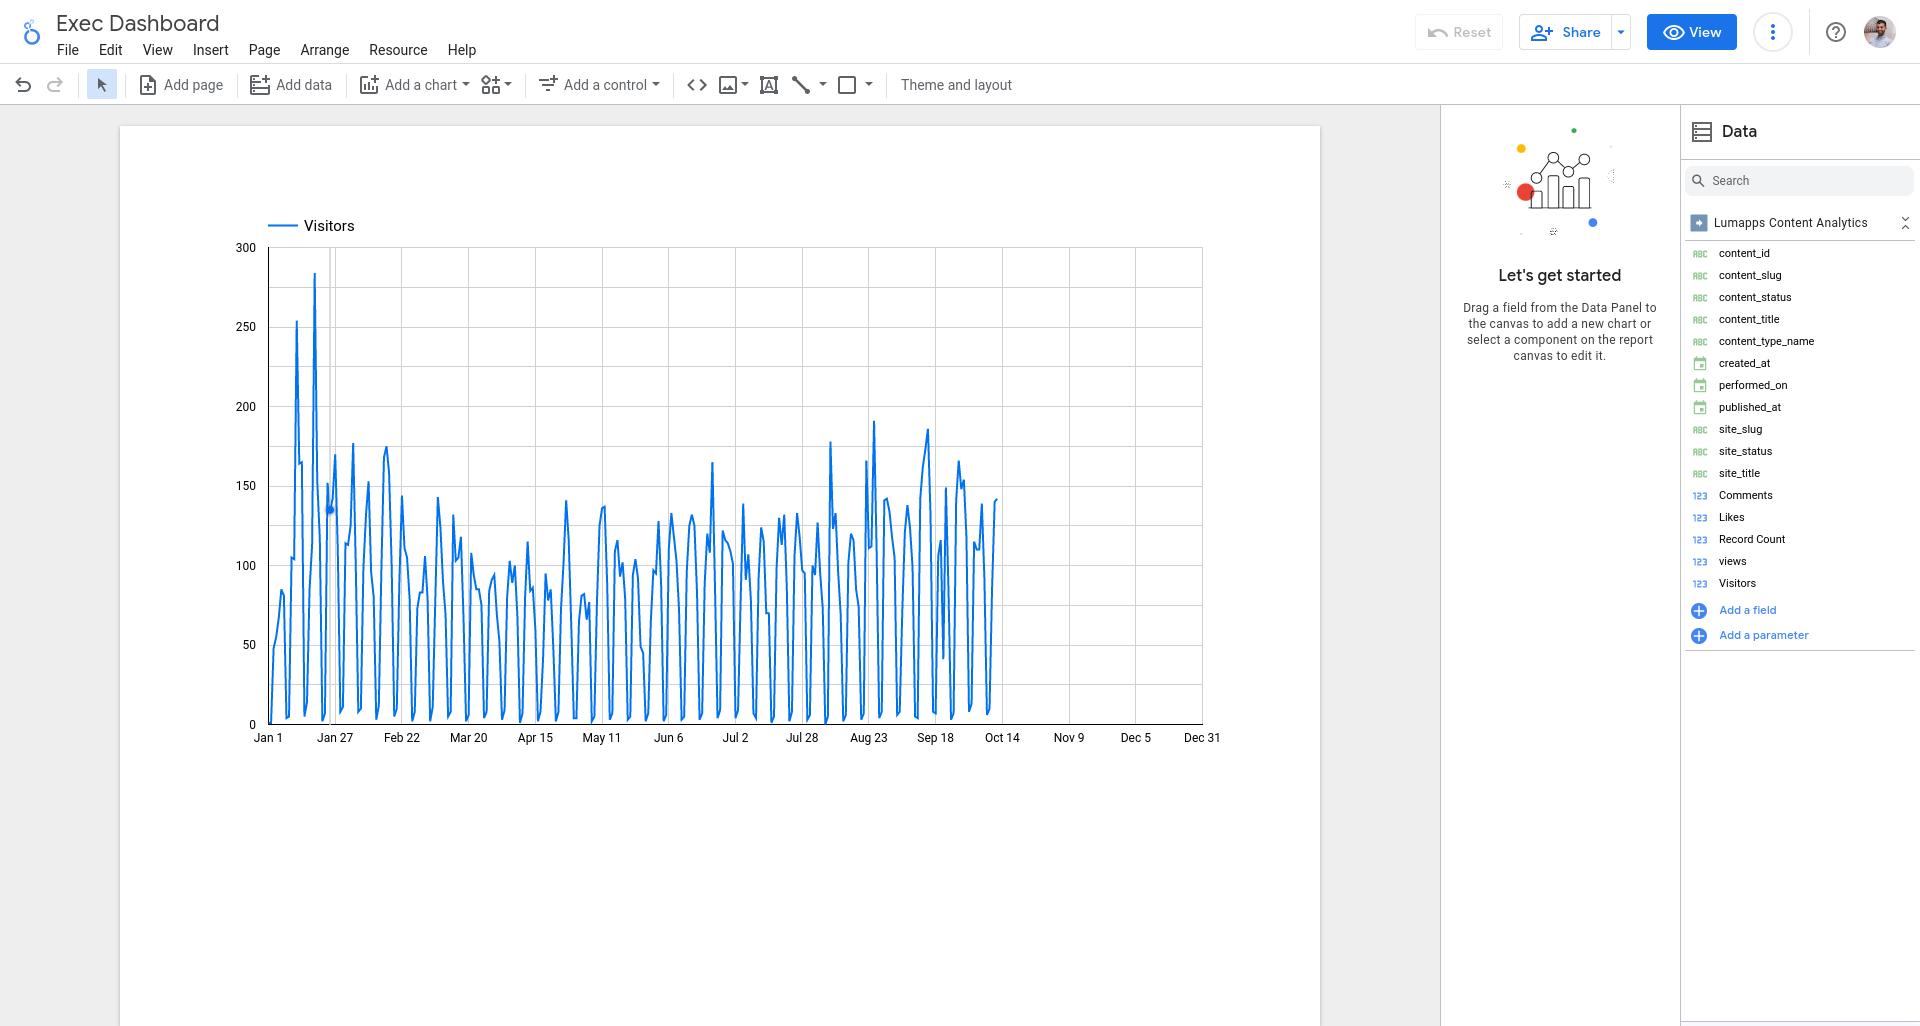 Exec Dashboard
File Edit View Insert Page Arrange Resource Help
Reset Share View
Add page Add data Add a chart Add a control Theme and layout
Visitors
300
250
200
150
100
50
0
Jan 1 Jan 27 Feb 22 Mar 20 Apr 15 May 11 Jun 6 Jul 2 Jul 28 Aug 23 Sep 18 Oct 14 Nov 9 Dec 5 Dec 31
Let's get started
Drag a field from the Data Panel to
the canvas to add a new chart or
select a component on the report
canvas to edit it.
Data
Search
Lumapps Content Analytics
ABC content_id
ABC content_slug
ABC content_status
ABC content_title
ABC content_type_name
created_at
performed_on
published_at
ABC site_slug
ABC site_status
ABC site_title
123 Comments
123 Likes
123 Record Count
123 views
123 Visitors
Add a field
Add a parameter